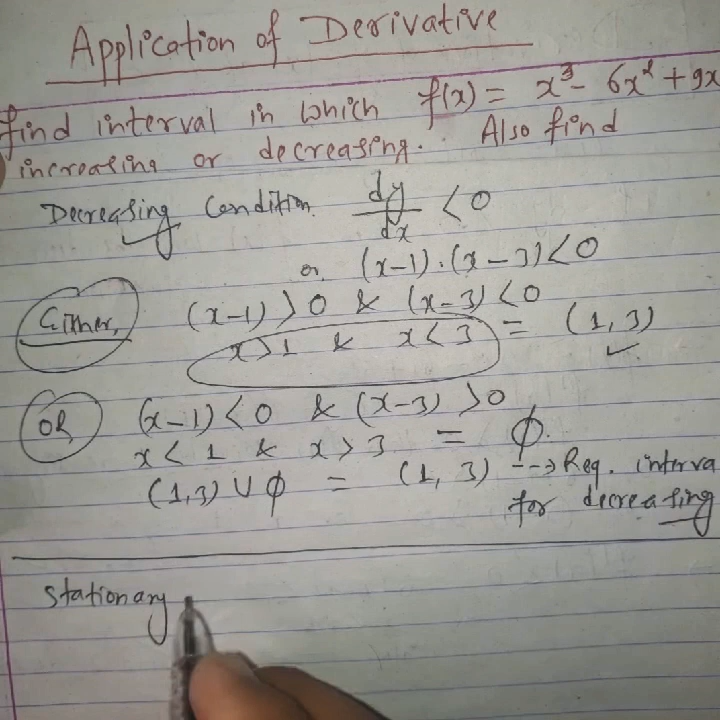 Application of Derivative
find interval in which f(x) = x³- 6x² + 9x
increasing or decreasing. Also find
Decreasing Condition. dy/dx < 0
or (x-1).(x-3)<0
Either, (x-1)>0 & (x-3)<0
x>1 & x<3 = (1,3)
OR (x-1)<0 & (x-3)>0
x<1 & x>3 = ϕ.
(1,3) ∪ ϕ = (1,3) --→ Req. interva
for decreasing
Stationary